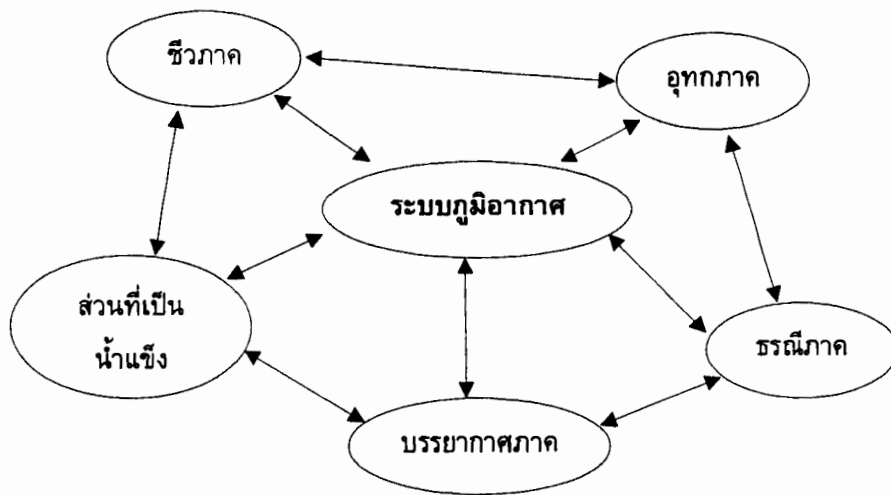 ชีวภาค
อุทกภาค
ระบบภูมิอากาศ
ส่วนที่เป็น
น้ำแข็ง
ธรณีภาค
บรรยากาศภาค